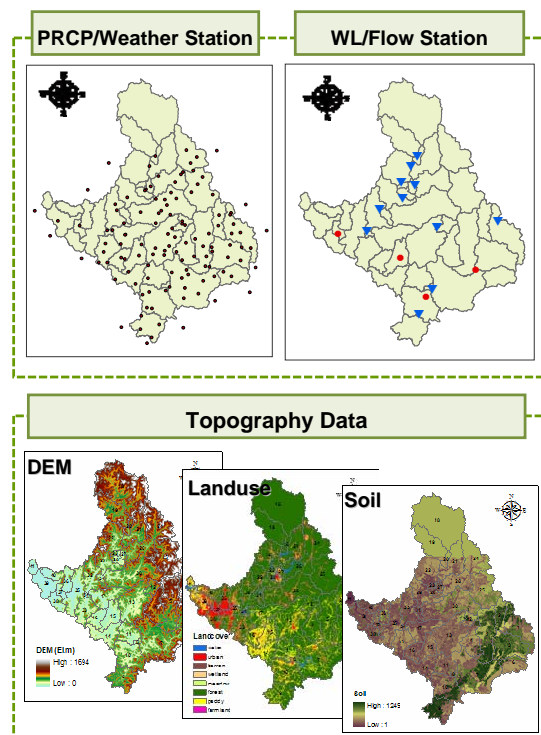 PRCP/Weather Station
WL/Flow Station
Topography Data
DEM
Landuse
Soil
DEM (Elm)
High : 1694
Low : 0
Landcover
water
urban
barren
wetland
meadow
forest
paddy
farmland
Soil
High : 1245
Low : 1